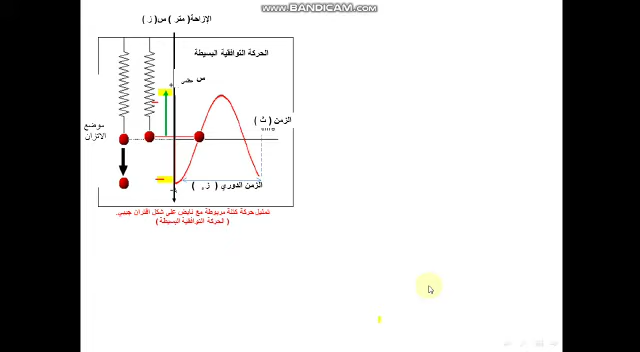 WWW.BANDICAM.COM
الإزاحة( متر ) س( ز )
الحركة التوافقية البسيطة
س
+
الزمن ( ث )
time
موضع
الاتزان
الزمن الدوري ( ز )
تمثيل حركة كتلة مربوطة مع نابض على شكل اقتران جيبي.
( الحركة التوافقية البسيطة )